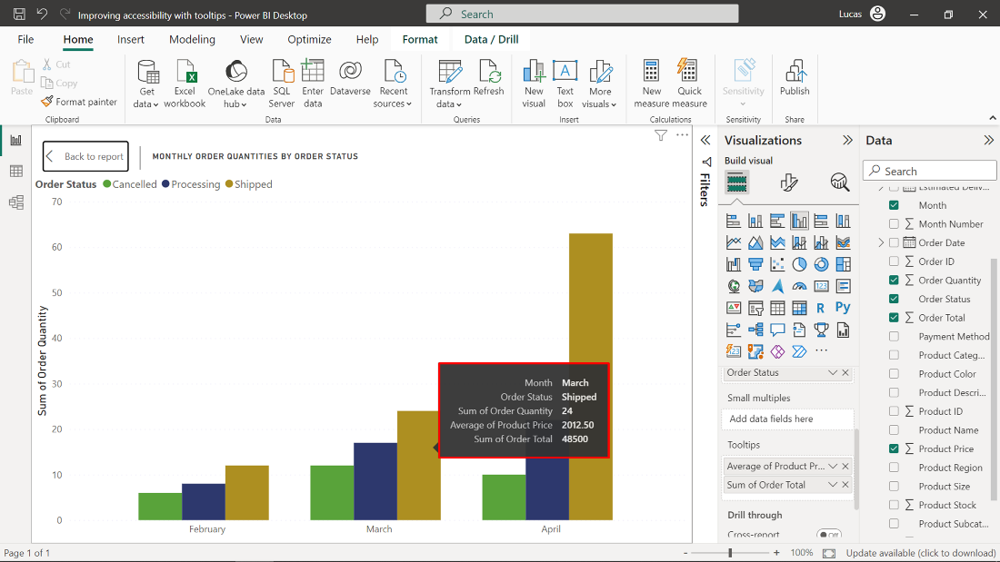 Improving accessibility with tooltips - Power BI Desktop
Search
Lucas
File Home Insert Modeling View Optimize Help Format Data / Drill
Paste
Cut
Copy
Format painter
Clipboard
Get data
Excel workbook
OneLake data hub
SQL Server
Enter data
Dataverse
Recent sources
Data
Transform data
Refresh
Queries
New visual
Text box
More visuals
Insert
New measure
Quick measure
Calculations
Sensitivity
Sensitivity
Publish
Share
Back to report
MONTHLY ORDER QUANTITIES BY ORDER STATUS
Order Status Cancelled Processing Shipped
Sum of Order Quantity
70
60
50
40
30
20
10
0
February March April
Month March
Order Status Shipped
Sum of Order Quantity 24
Average of Product Price 2012.50
Sum of Order Total 48500
Filters
Visualizations
Build visual
R
Py
123
123
...
Order Status
Small multiples
Add data fields here
Tooltips
Average of Product Pr...
Sum of Order Total
Drill through
Cross-report
Off
Data
Search
Estimated Deliv...
Month
Month Number
Order Date
Order ID
Order Quantity
Order Status
Order Total
Payment Method
Product Categ...
Product Color
Product Descri...
Product ID
Product Name
Product Price
Product Region
Product Size
Product Stock
Product Subcat...
Page 1 of 1
- + 100%
Update available (click to download)